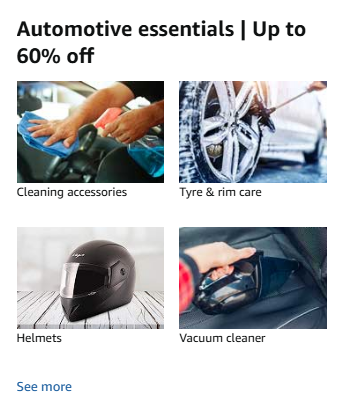 Automotive essentials | Up to
60% off
Cleaning accessories
Tyre & rim care
Helmets
Vacuum cleaner
See more